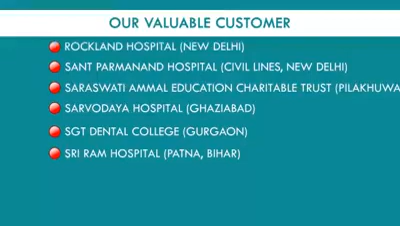 OUR VALUABLE CUSTOMER
ROCKLAND HOSPITAL (NEW DELHI)
SANT PARMANAND HOSPITAL (CIVIL LINES, NEW DELHI)
SARASWATI AMMAL EDUCATION CHARITABLE TRUST (PILAKHUWA
SARVODAYA HOSPITAL (GHAZIABAD)
SGT DENTAL COLLEGE (GURGAON)
SRI RAM HOSPITAL (PATNA, BIHAR)